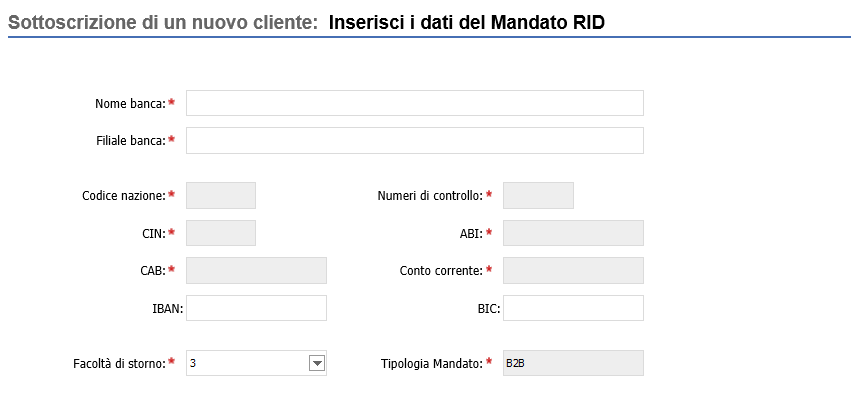 Sottoscrizione di un nuovo cliente: Inserisci i dati del Mandato RID
Nome banca:*
Filiale banca:*
Codice nazione:* Numeri di controllo:*
CIN:* ABI:*
CAB:* Conto corrente:*
IBAN: BIC:
Facoltà di storno:* 3 Tipologia Mandato:* B2B